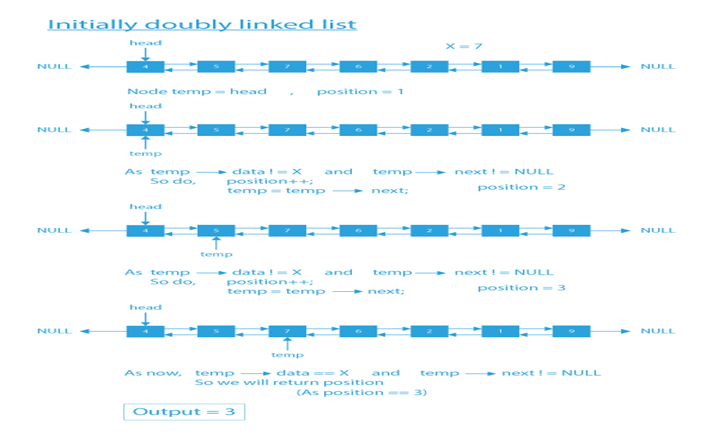 Initially doubly linked list
head
X = 7
NULL 4 5 7 6 2 1 9 NULL
Node temp = head , position = 1
head
NULL 4 5 7 6 2 1 9 NULL
temp
As temp → data ! = X and temp → next ! = NULL
So do, position++;
position = 2
temp = temp → next;
head
NULL 4 5 7 6 2 1 9 NULL
temp
As temp → data ! = X and temp → next ! = NULL
So do, position++;
position = 3
temp = temp → next;
head
NULL 4 5 7 6 2 1 9 NULL
temp
As now, temp → data == X and temp → next ! = NULL
So we will return position
(As position == 3)
Output = 3